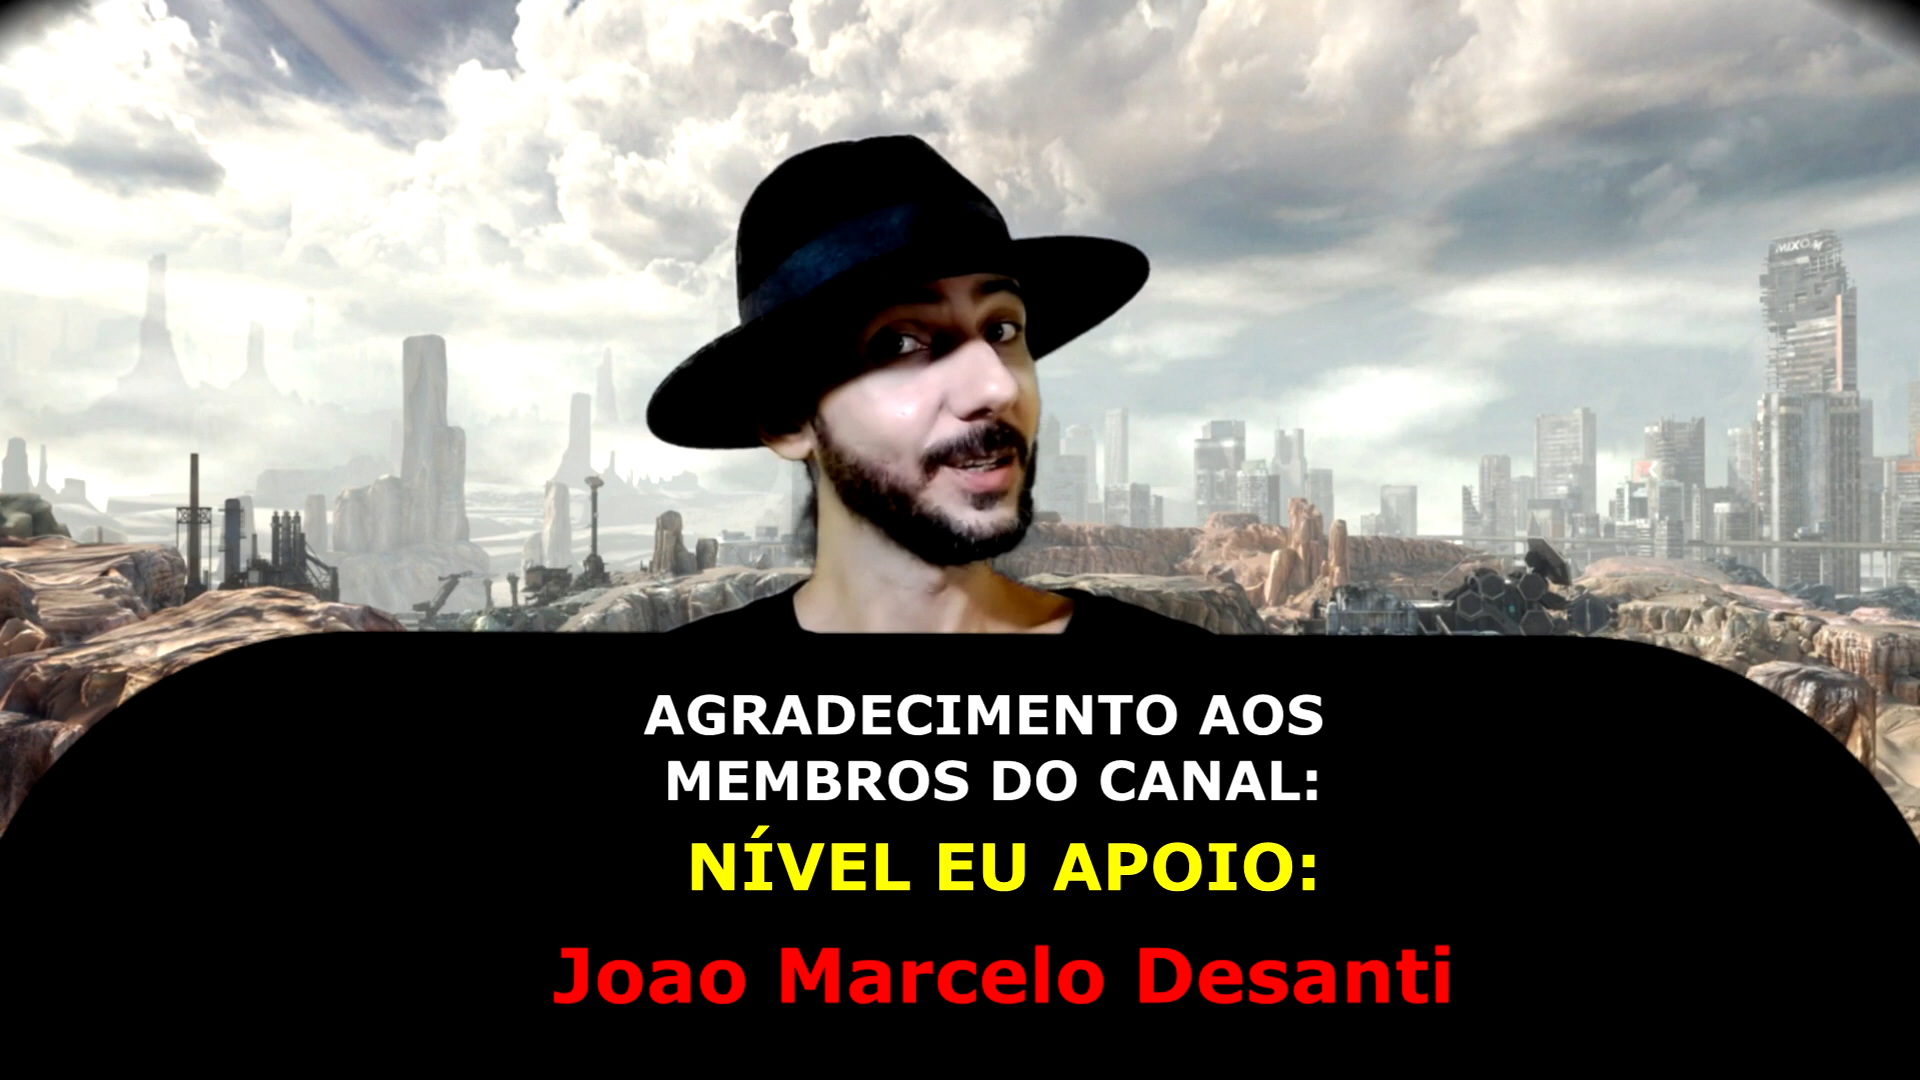 AGRADECIMENTO AOS
MEMBROS DO CANAL:
NÍVEL EU APOIO:
Joao Marcelo Desanti